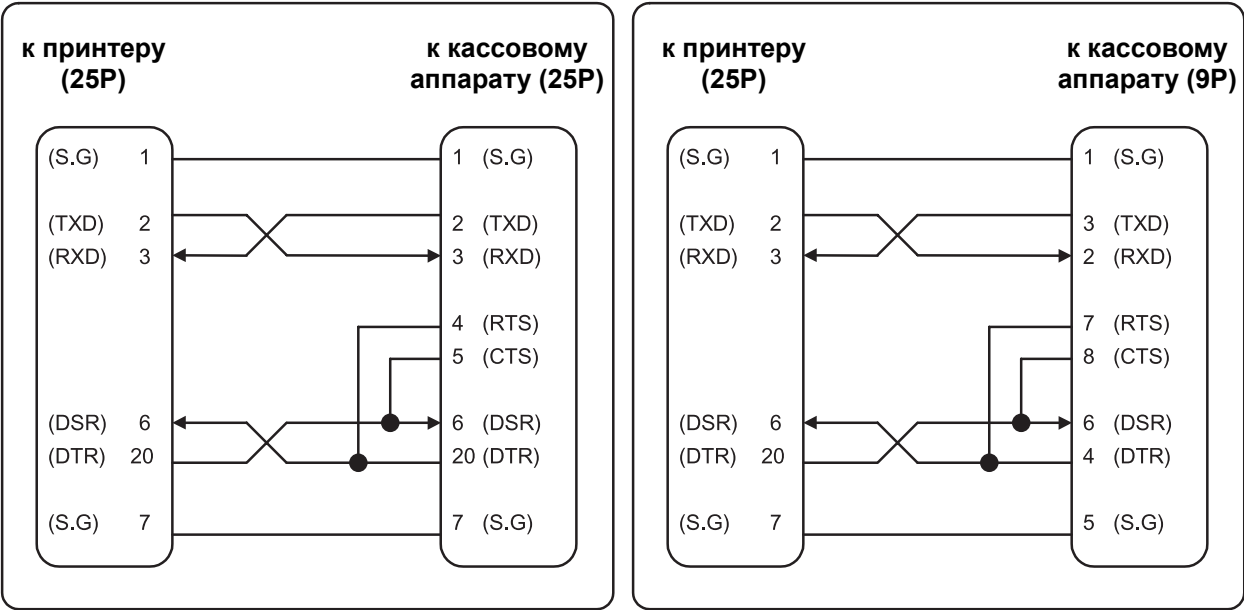 к принтеру
(25P)
к кассовому
аппарату (25P)
(S.G) 1
1 (S.G)
(TXD) 2
2 (TXD)
(RXD) 3
3 (RXD)
4 (RTS)
5 (CTS)
(DSR) 6
6 (DSR)
(DTR) 20
20 (DTR)
(S.G) 7
7 (S.G)
к принтеру
(25P)
к кассовому
аппарату (9P)
(S.G) 1
1 (S.G)
(TXD) 2
3 (TXD)
(RXD) 3
2 (RXD)
7 (RTS)
8 (CTS)
(DSR) 6
6 (DSR)
(DTR) 20
4 (DTR)
(S.G) 7
5 (S.G)